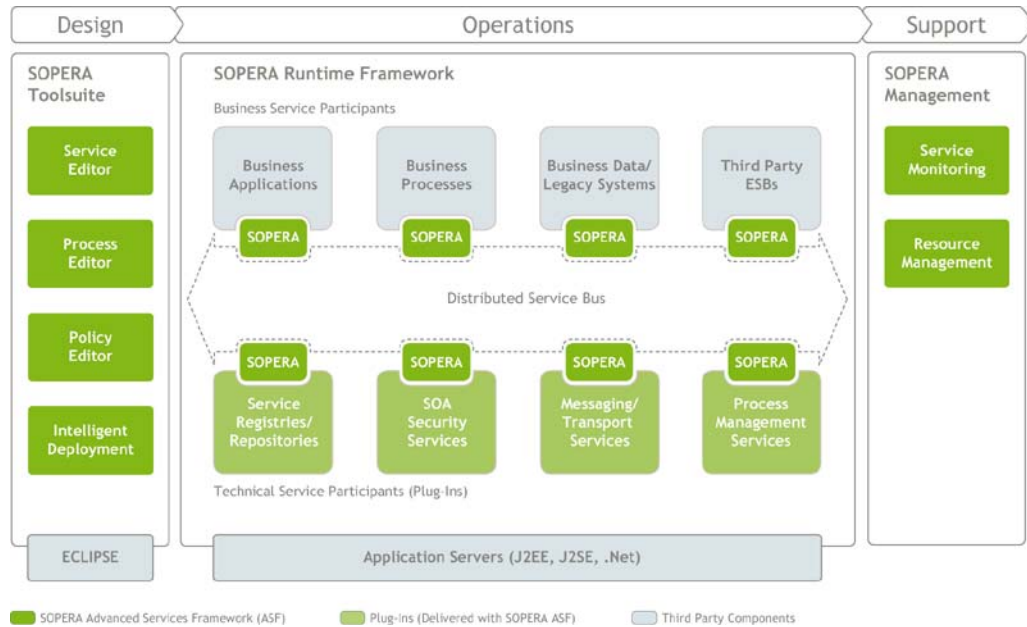 Design
Operations
Support
SOPERA
Toolsuite
Service
Editor
Process
Editor
Policy
Editor
Intelligent
Deployment
ECLIPSE
SOPERA Runtime Framework
Business Service Participants
Business
Applications
Business
Processes
Business Data/
Legacy Systems
Third Party
ESBs
SOPERA
SOPERA
SOPERA
SOPERA
Distributed Service Bus
SOPERA
SOPERA
SOPERA
SOPERA
Service
Registries/
Repositories
SOA
Security
Services
Messaging/
Transport
Services
Process
Management
Services
Technical Service Participants (Plug-Ins)
Application Servers (J2EE, J2SE, .Net)
SOPERA
Management
Service
Monitoring
Resource
Management
SOPERA Advanced Services Framework (ASF)
Plug-Ins (Delivered with SOPERA ASF)
Third Party Components